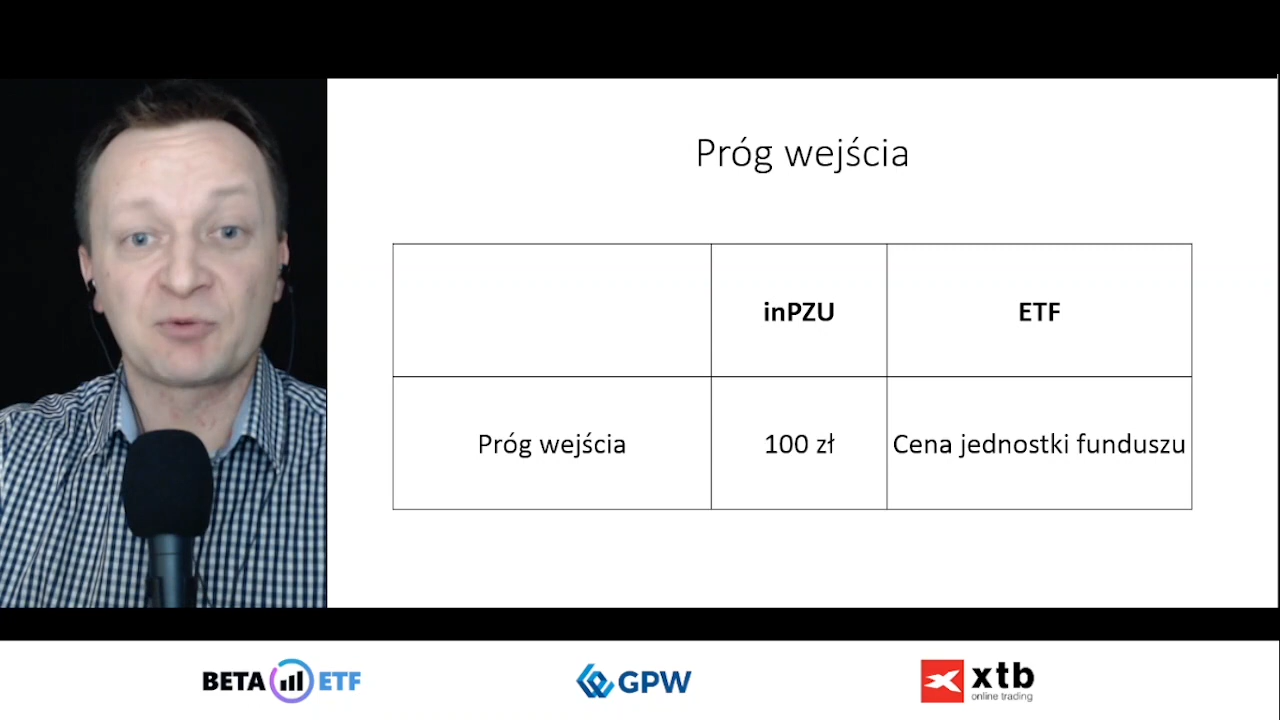 Próg wejścia
inPZU
ETF
Próg wejścia
100 zł
Cena jednostki funduszu
BETA ETF
GPW
xtb
online trading